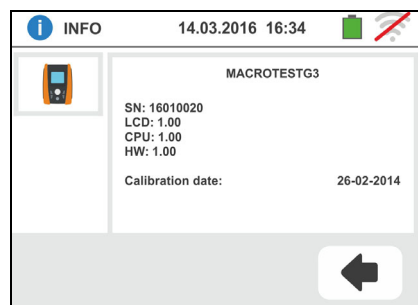 i INFO 14.03.2016 16:34
MACROTESTG3
SN: 16010020
LCD: 1.00
CPU: 1.00
HW: 1.00
Calibration date: 26-02-2014